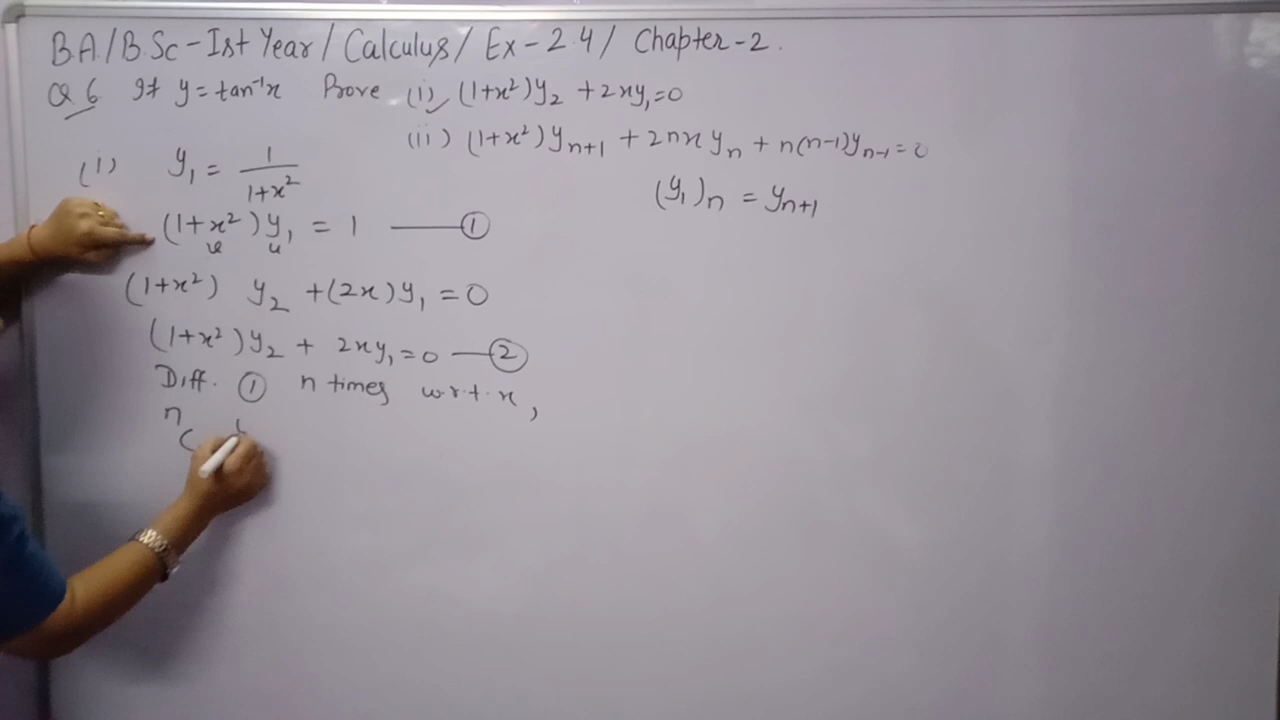 B.A./B.Sc-Ist Year/Calculus/Ex-2.4/Chapter-2.
Q.6 If y=tan⁻¹x Prove (i) (1+x²)y₂ +2xy₁=0
(ii) (1+x²)yₙ₊₁ + 2nx yₙ + n(n-1)yₙ₋₁=0
(i) y₁ = 1/(1+x²)
(y₁)ₙ = yₙ₊₁
(1+x²)y₁ = 1 —— ①
v u
(1+x²) y₂ +(2x)y₁ =0
(1+x²)y₂ + 2xy₁=0 —②
Diff. ① n times w.r.t. x,
n
C